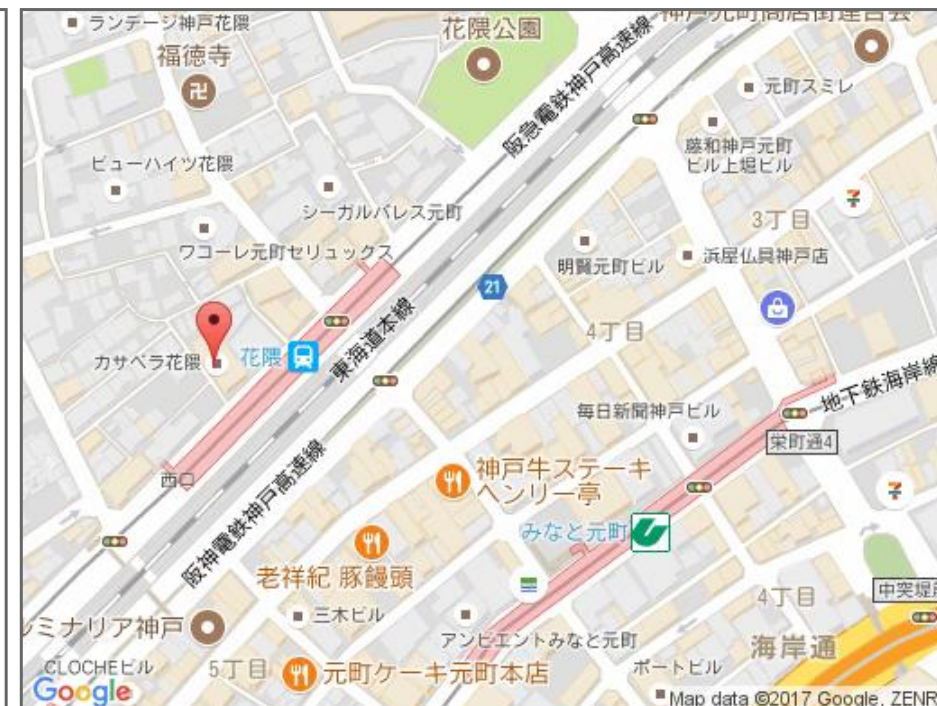 ランデージ神戸花隈
花隈公園
神戸元町商店街連合会
福徳寺
阪急電鉄神戸高速線
元町スミレ
藤和神戸元町
ビル上堀ビル
ビューハイツ花隈
シーガルパレス元町
3丁目
ワコーレ元町セリュックス
明賢元町ビル
浜屋仏具神戸店
21
東海道本線
4丁目
カサベラ花隈
花隈
地下鉄海岸線
毎日新聞神戸ビル
栄町通4
西口
阪神電鉄神戸高速線
神戸牛ステーキ
ヘンリー亭
みなと元町
老祥紀 豚饅頭
4丁目
中突堤
ミナリア神戸
三木ビル
アンビエントみなと元町
海岸通
CLOCHEビル
5丁目
元町ケーキ元町本店
ポートビル
Google
Map data ©2017 Google, ZENR